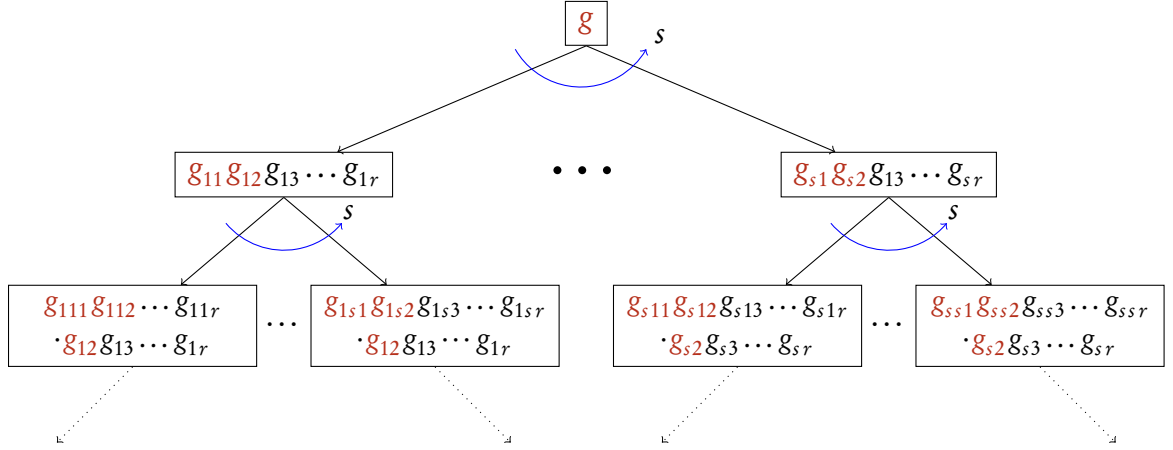 g
s
g₁₁g₁₂g₁₃⋯g₁ᵣ
•••
gₛ₁gₛ₂g₁₃⋯gₛᵣ
s
s
g₁₁₁g₁₁₂⋯g₁₁ᵣ
·g₁₂g₁₃⋯g₁ᵣ
⋯
g₁ₛ₁g₁ₛ₂g₁ₛ₃⋯g₁ₛᵣ
·g₁₂g₁₃⋯g₁ᵣ
gₛ₁₁gₛ₁₂gₛ₁₃⋯gₛ₁ᵣ
·gₛ₂gₛ₃⋯gₛᵣ
⋯
gₛₛ₁gₛₛ₂gₛₛ₃⋯gₛₛᵣ
·gₛ₂gₛ₃⋯gₛᵣ